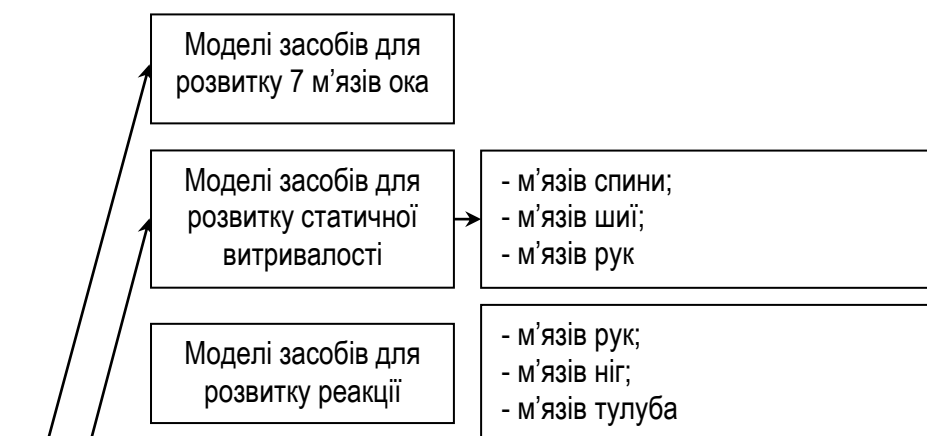 Моделі засобів для
розвитку 7 м’язів ока
Моделі засобів для
розвитку статичної
витривалості
- м’язів спини;
- м’язів шиї;
- м’язів рук
Моделі засобів для
розвитку реакції
- м’язів рук;
- м’язів ніг;
- м’язів тулуба